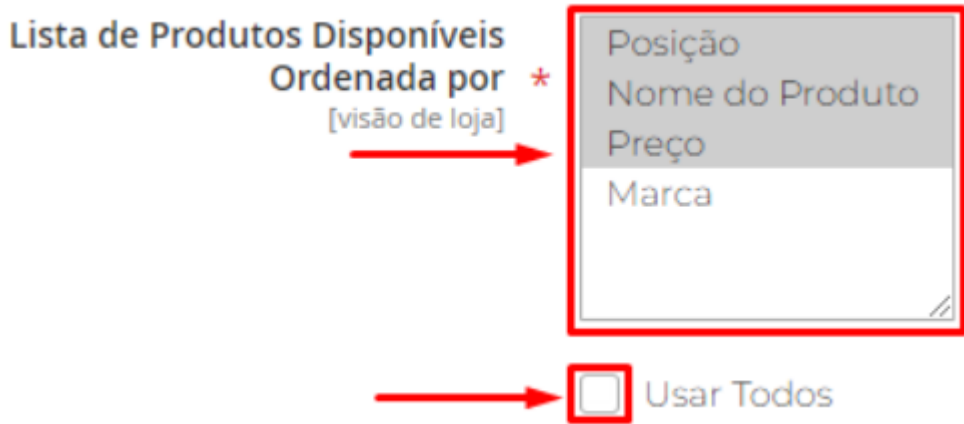 Lista de Produtos Disponíveis
Ordenada por *
[visão de loja]
Posição
Nome do Produto
Preço
Marca
Usar Todos